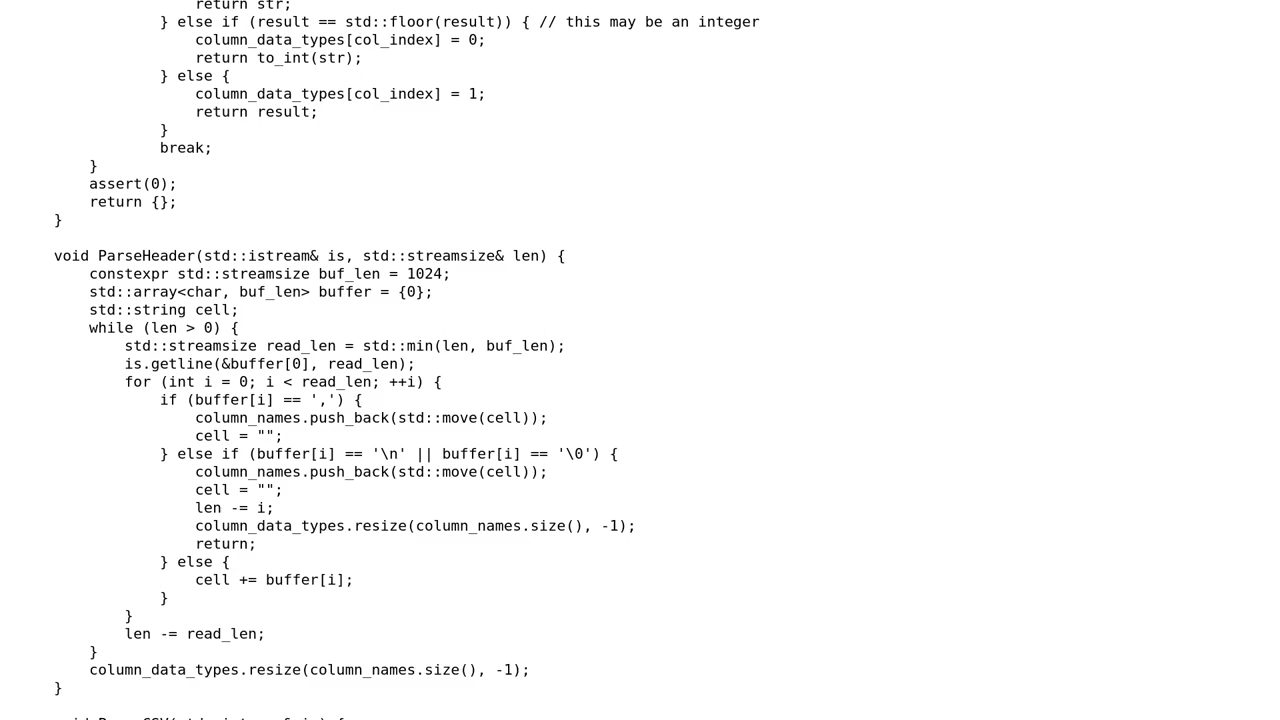 return str;
} else if (result == std::floor(result)) { // this may be an integer
column_data_types[col_index] = 0;
return to_int(str);
} else {
column_data_types[col_index] = 1;
return result;
}
break;
}
assert(0);
return {};
}
void ParseHeader(std::istream& is, std::streamsize& len) {
constexpr std::streamsize buf_len = 1024;
std::array<char, buf_len> buffer = {0};
std::string cell;
while (len > 0) {
std::streamsize read_len = std::min(len, buf_len);
is.getline(&buffer[0], read_len);
for (int i = 0; i < read_len; ++i) {
if (buffer[i] == ',') {
column_names.push_back(std::move(cell));
cell = "";
} else if (buffer[i] == '\n' || buffer[i] == '\0') {
column_names.push_back(std::move(cell));
cell = "";
len -= i;
column_data_types.resize(column_names.size(), -1);
return;
} else {
cell += buffer[i];
}
}
len -= read_len;
}
column_data_types.resize(column_names.size(), -1);
}